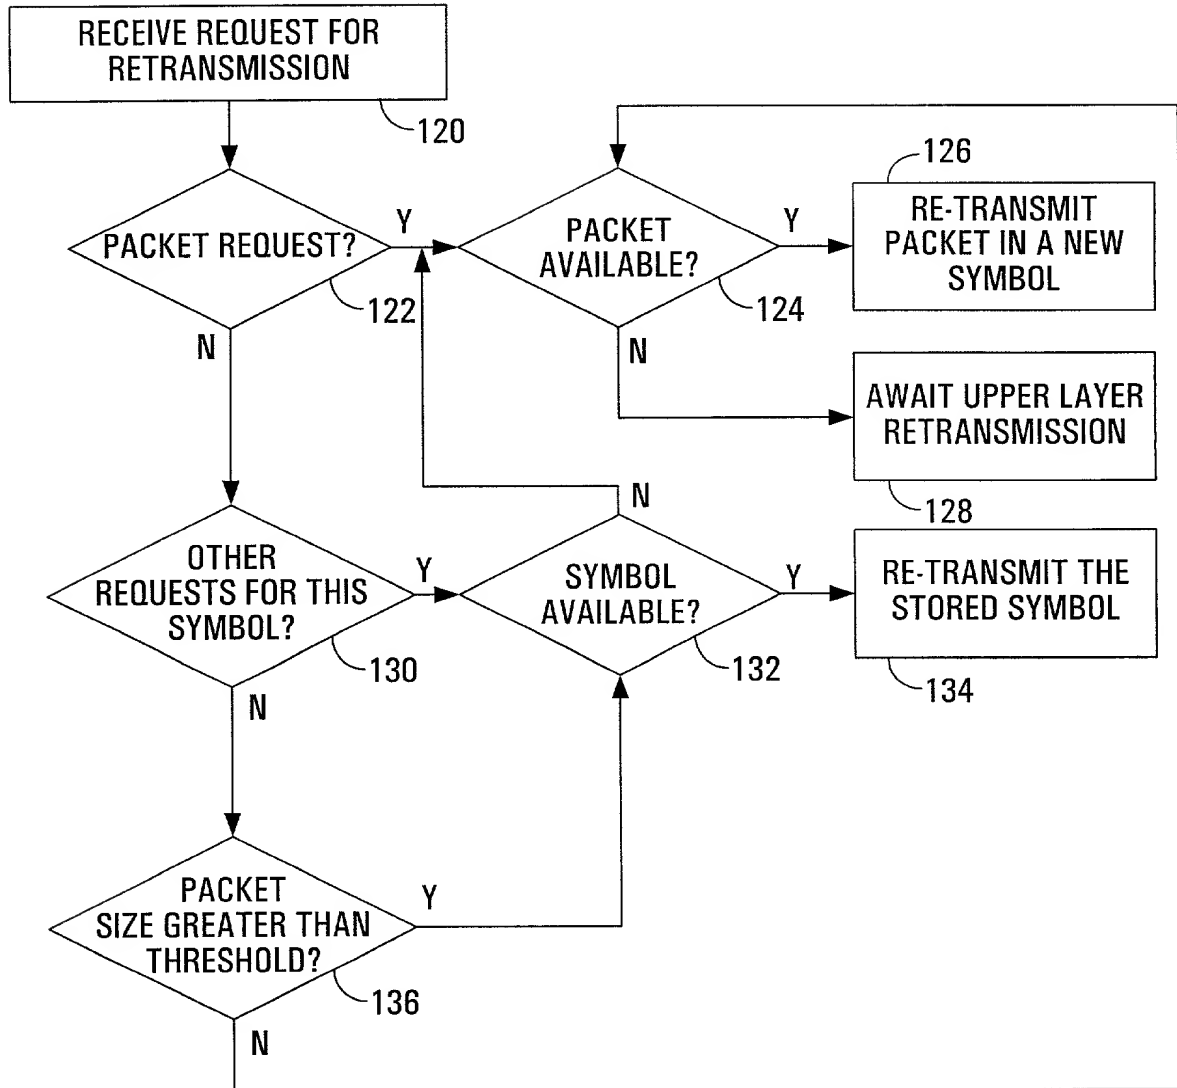 RECEIVE REQUEST FOR
RETRANSMISSION
120
PACKET REQUEST?
122
Y
N
PACKET
AVAILABLE?
124
Y
N
126
RE-TRANSMIT
PACKET IN A NEW
SYMBOL
AWAIT UPPER LAYER
RETRANSMISSION
128
OTHER
REQUESTS FOR THIS
SYMBOL?
130
Y
N
N
SYMBOL
AVAILABLE?
132
Y
RE-TRANSMIT THE
STORED SYMBOL
134
PACKET
SIZE GREATER THAN
THRESHOLD?
136
Y
N